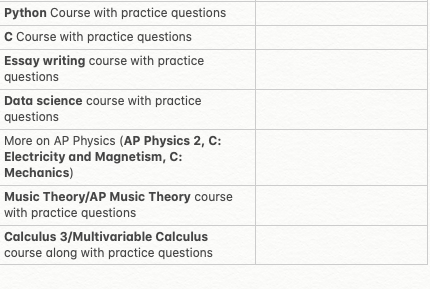 Python Course with practice questions
C Course with practice questions
Essay writing course with practice
questions
Data science course with practice
questions
More on AP Physics (AP Physics 2, C:
Electricity and Magnetism, C:
Mechanics)
Music Theory/AP Music Theory course
with practice questions
Calculus 3/Multivariable Calculus
course along with practice questions